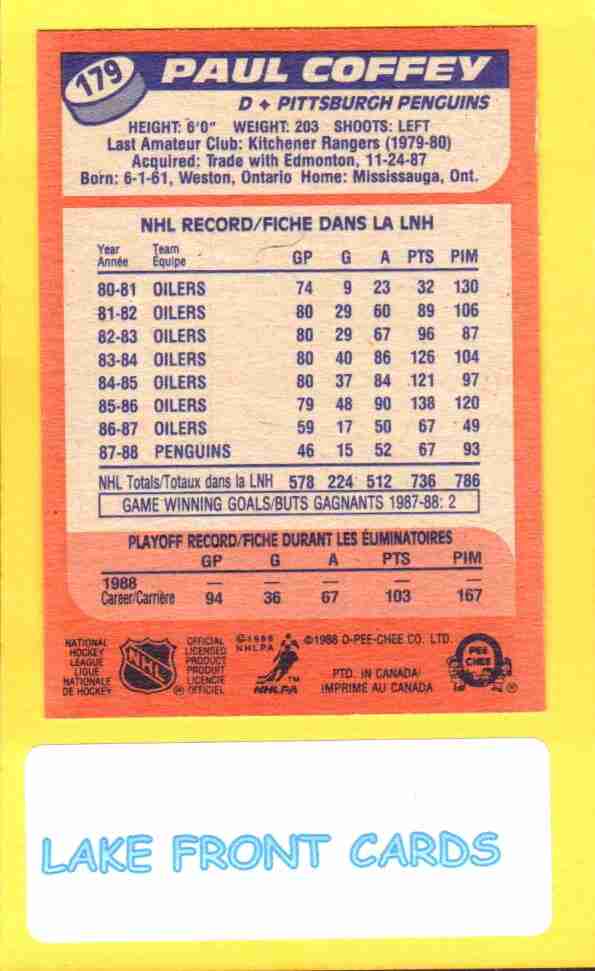 179
PAUL COFFEY
D + PITTSBURGH PENGUINS
HEIGHT: 6'0" WEIGHT: 203 SHOOTS: LEFT
Last Amateur Club: Kitchener Rangers (1979-80)
Acquired: Trade with Edmonton, 11-24-87
Born: 6-1-61, Weston, Ontario Home: Mississauga, Ont.
NHL RECORD/FICHE DANS LA LNH
Year Team
Année Équipe GP G A PTS PIM
80-81 OILERS 74 9 23 32 130
81-82 OILERS 80 29 60 89 106
82-83 OILERS 80 29 67 96 87
83-84 OILERS 80 40 86 126 104
84-85 OILERS 80 37 84 121 97
85-86 OILERS 79 48 90 138 120
86-87 OILERS 59 17 50 67 49
87-88 PENGUINS 46 15 52 67 93
NHL Totals/Totaux dans la LNH 578 224 512 736 786
GAME WINNING GOALS/BUTS GAGNANTS 1987-88: 2
PLAYOFF RECORD/FICHE DURANT LES ÉLIMINATOIRES
GP G A PTS PIM
1988 — — — — —
Career/Carrière 94 36 67 103 167
NATIONAL
HOCKEY
LEAGUE
LIGUE
NATIONALE
DE HOCKEY
NHL
®
OFFICIAL
LICENSED
PRODUCT
PRODUIT
LICENCIE
OFFICIEL
©1988
NHLPA
TM
NHLPA
©1988 O-PEE-CHEE CO. LTD.
PTD. IN CANADA
IMPRIMÉ AU CANADA
O
PEE
CHEE
®
LAKE FRONT CARDS